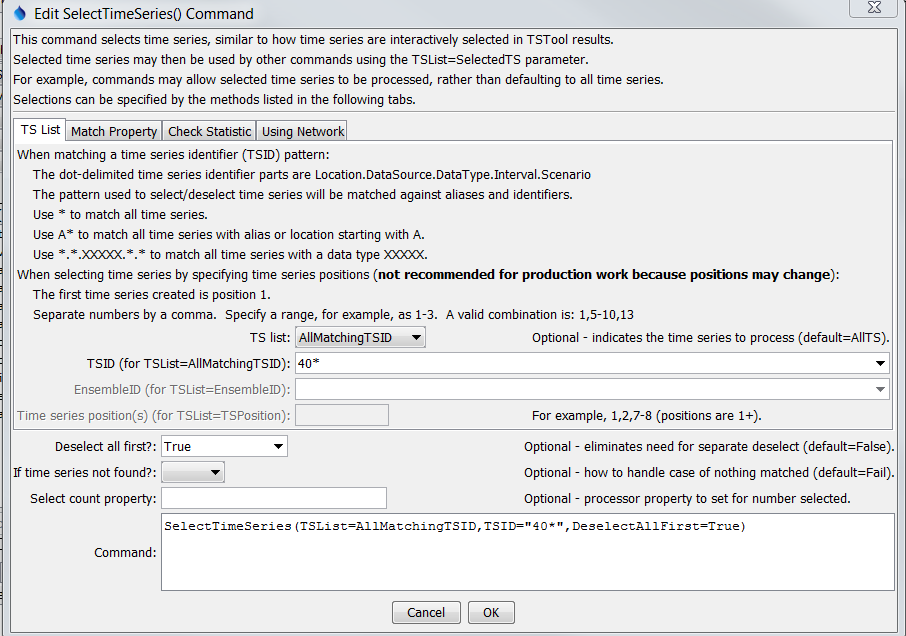 Edit SelectTimeSeries() Command
This command selects time series, similar to how time series are interactively selected in TSTool results.
Selected time series may then be used by other commands using the TSList=SelectedTS parameter.
For example, commands may allow selected time series to be processed, rather than defaulting to all time series.
Selections can be specified by the methods listed in the following tabs.
TS List Match Property Check Statistic Using Network
When matching a time series identifier (TSID) pattern:
The dot-delimited time series identifier parts are Location.DataSource.DataType.Interval.Scenario
The pattern used to select/deselect time series will be matched against aliases and identifiers.
Use * to match all time series.
Use A* to match all time series with alias or location starting with A.
Use *.*.XXXXX.*.* to match all time series with a data type XXXXX.
When selecting time series by specifying time series positions (not recommended for production work because positions may change):
The first time series created is position 1.
Separate numbers by a comma. Specify a range, for example, as 1-3. A valid combination is: 1,5-10,13
TS list: AllMatchingTSID Optional - indicates the time series to process (default=AllTS).
TSID (for TSList=AllMatchingTSID): 40*
EnsembleID (for TSList=EnsembleID):
Time series position(s) (for TSList=TSPosition): For example, 1,2,7-8 (positions are 1+).
Deselect all first?: True Optional - eliminates need for separate deselect (default=False).
If time series not found?: Optional - how to handle case of nothing matched (default=Fail).
Select count property: Optional - processor property to set for number selected.
Command: SelectTimeSeries(TSList=AllMatchingTSID,TSID="40*",DeselectAllFirst=True)
Cancel OK